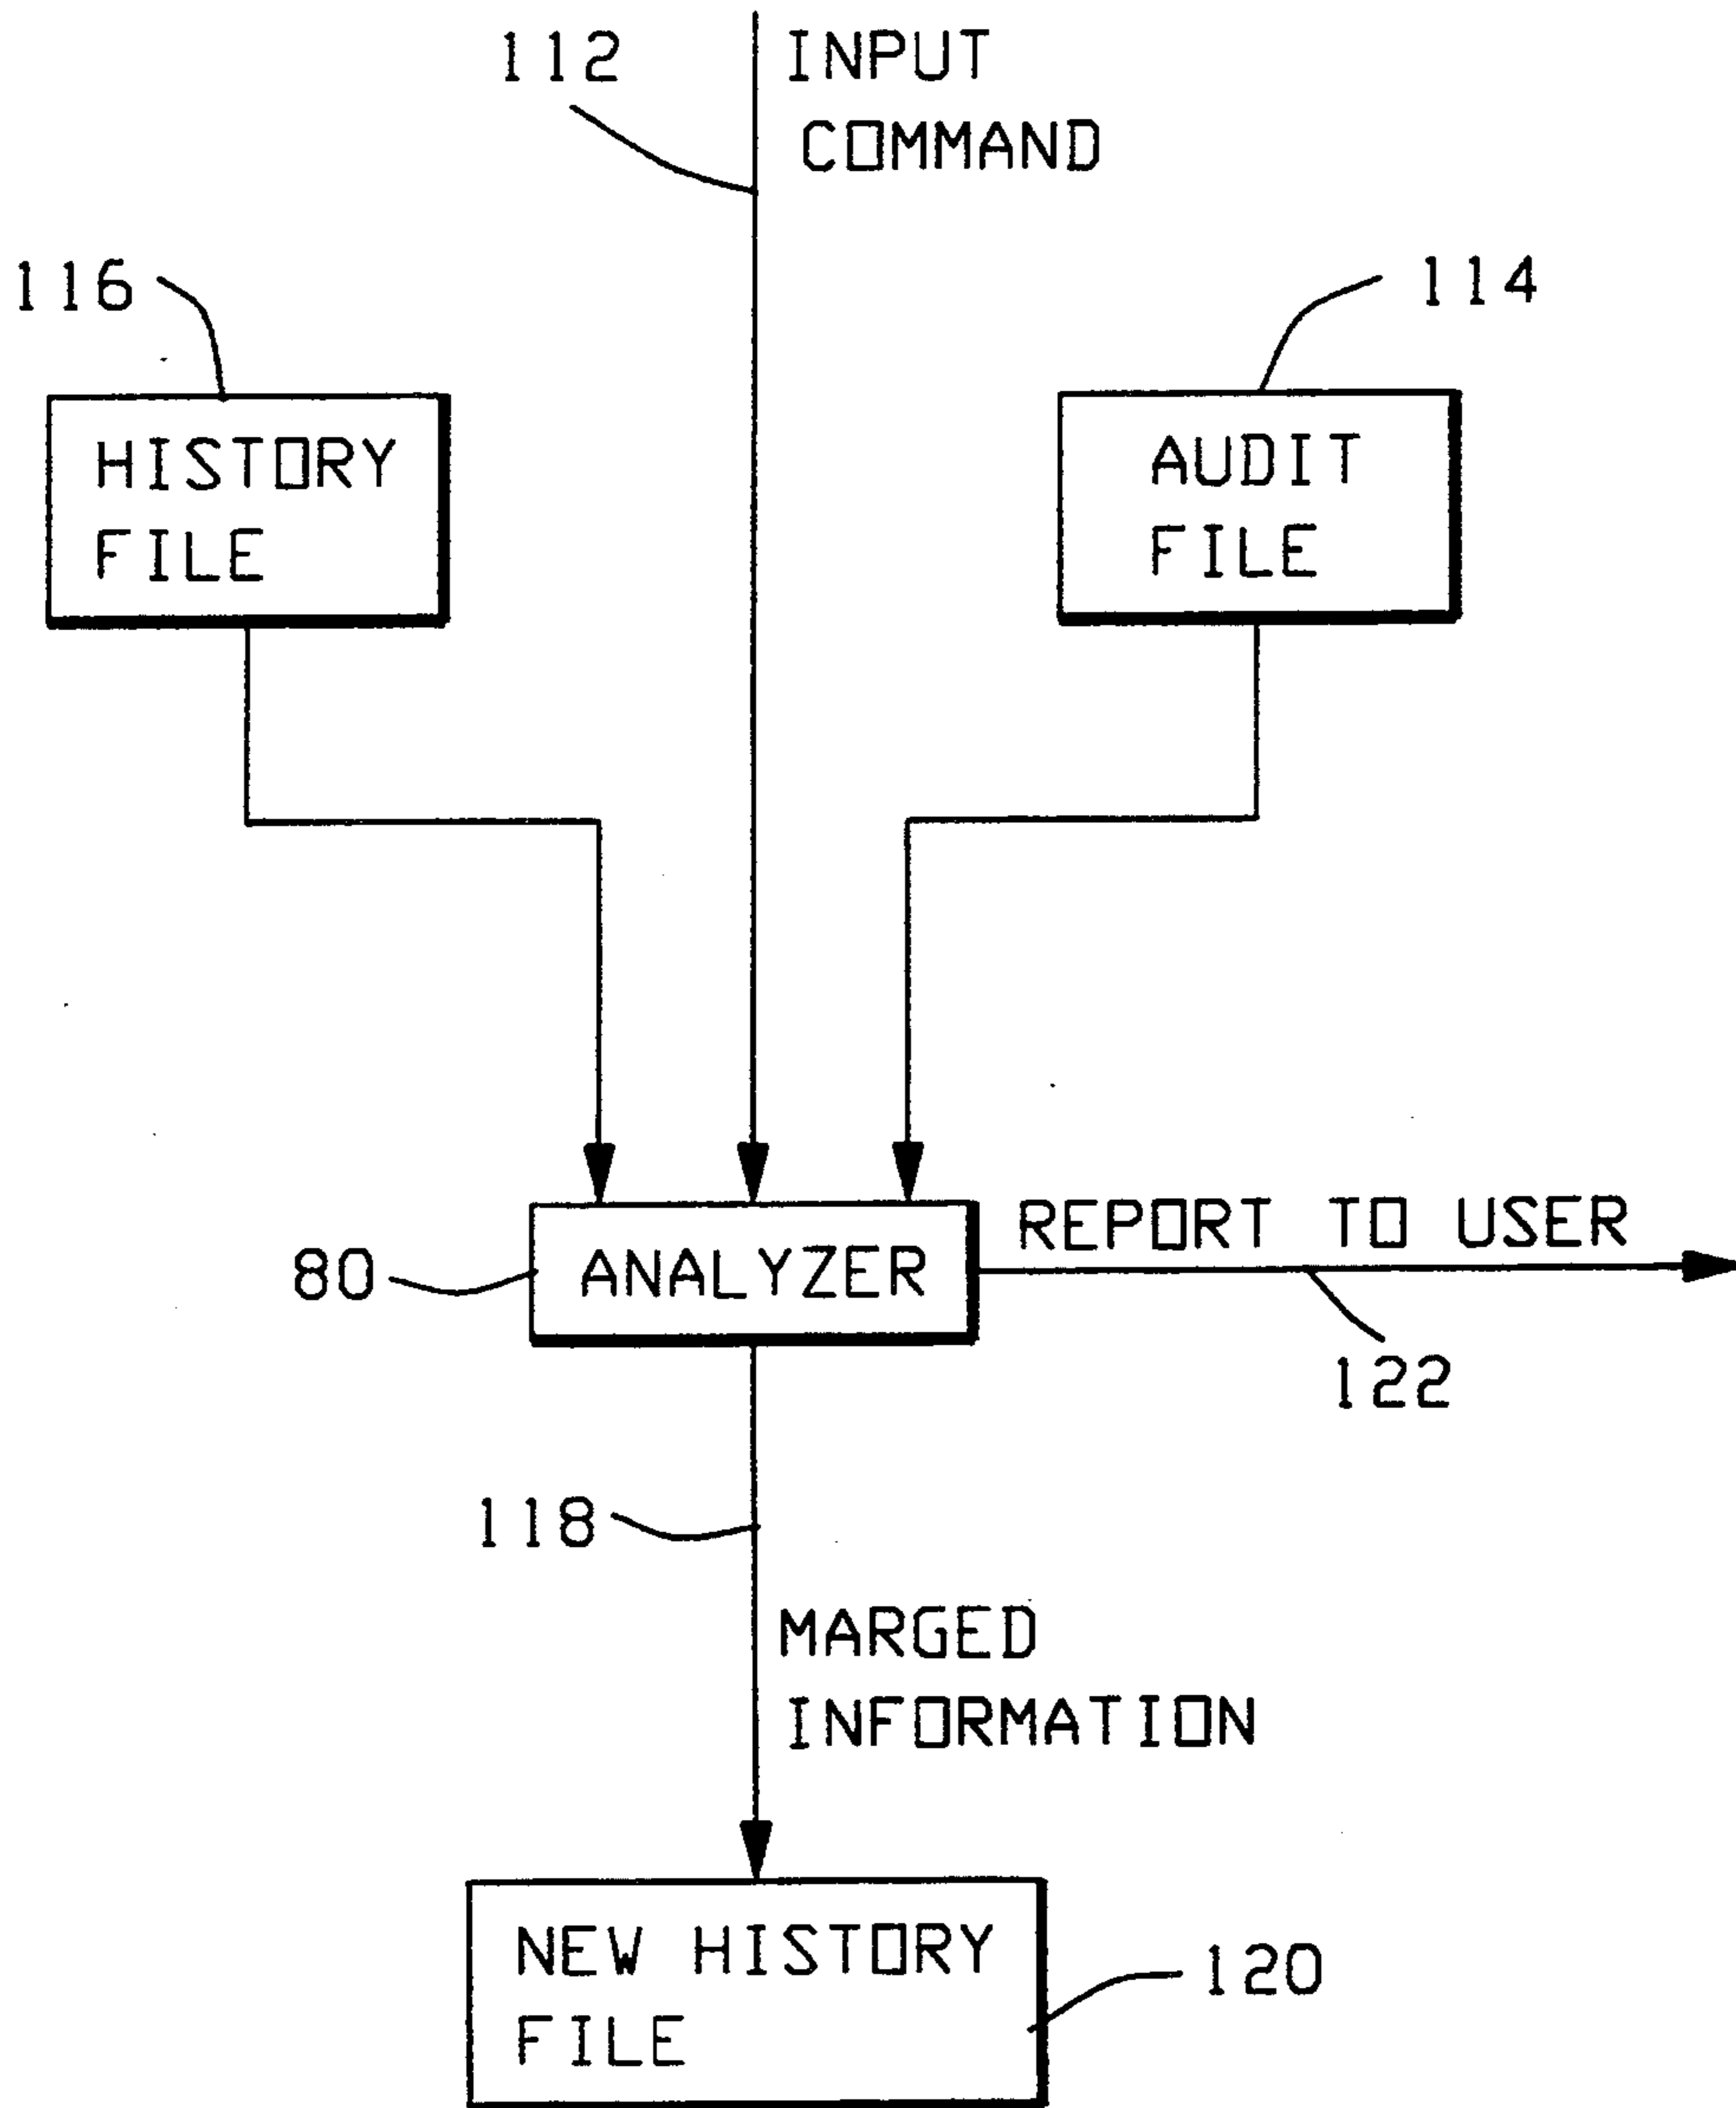 112
INPUT
COMMAND
116
114
HISTORY
FILE
AUDIT
FILE
80
ANALYZER
REPORT TO USER
122
118
MARGED
INFORMATION
NEW HISTORY
FILE
120